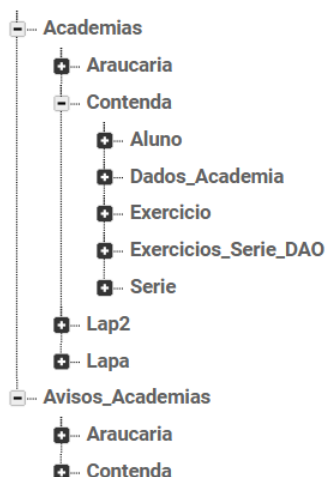 Academias
Araucaria
Contenda
Aluno
Dados_Academia
Exercicio
Exercicios_Serie_DAO
Serie
Lap2
Lapa
Avisos_Academias
Araucaria
Contenda